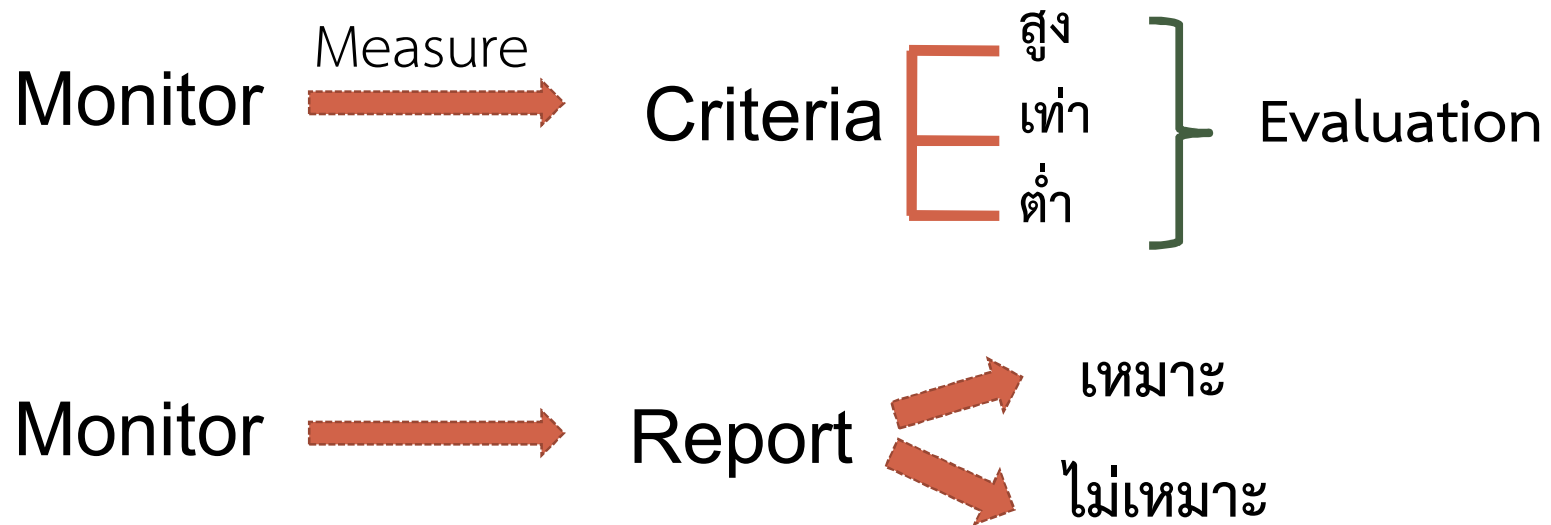 Measure
Monitor
Criteria
สูง
เท่า
ต่ำ
Evaluation
Monitor
Report
เหมาะ
ไม่เหมาะ